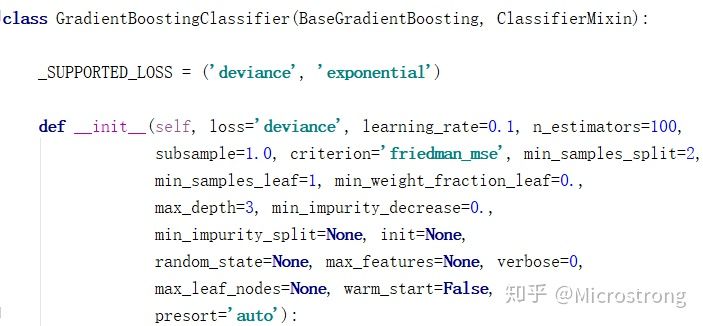 class GradientBoostingClassifier(BaseGradientBoosting, ClassifierMixin):
_SUPPORTED_LOSS = ('deviance', 'exponential')
def __init__(self, loss='deviance', learning_rate=0.1, n_estimators=100,
subsample=1.0, criterion='friedman_mse', min_samples_split=2,
min_samples_leaf=1, min_weight_fraction_leaf=0.,
max_depth=3, min_impurity_decrease=0.,
min_impurity_split=None, init=None,
random_state=None, max_features=None, verbose=0,
max_leaf_nodes=None, warm_start=False,
presort='auto'):
知乎 @Microstrong